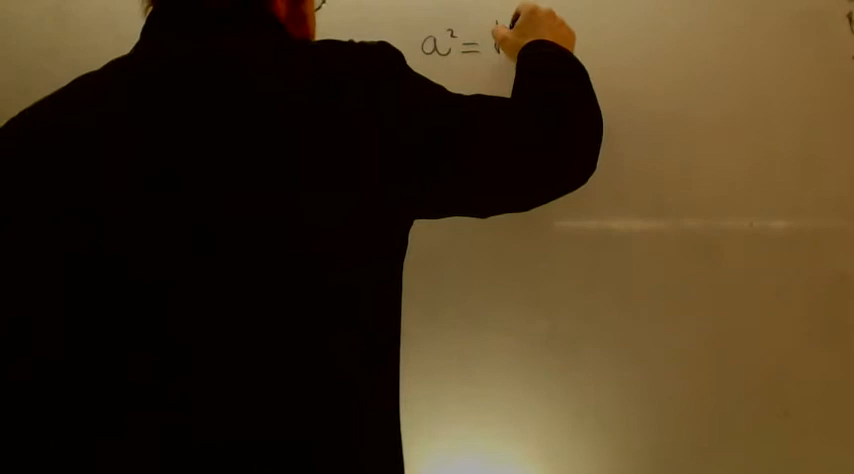 a² =